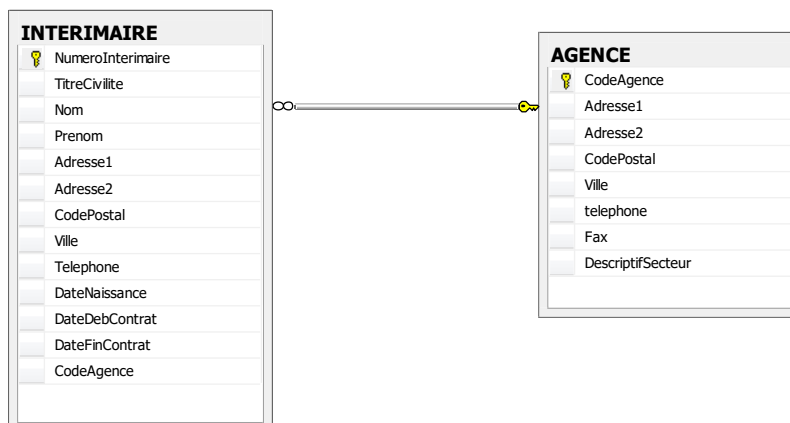 INTERIMAIRE
NumeroInterimaire
TitreCivilite
Nom
Prenom
Adresse1
Adresse2
CodePostal
Ville
Telephone
DateNaissance
DateDebContrat
DateFinContrat
CodeAgence
AGENCE
CodeAgence
Adresse1
Adresse2
CodePostal
Ville
telephone
Fax
DescriptifSecteur